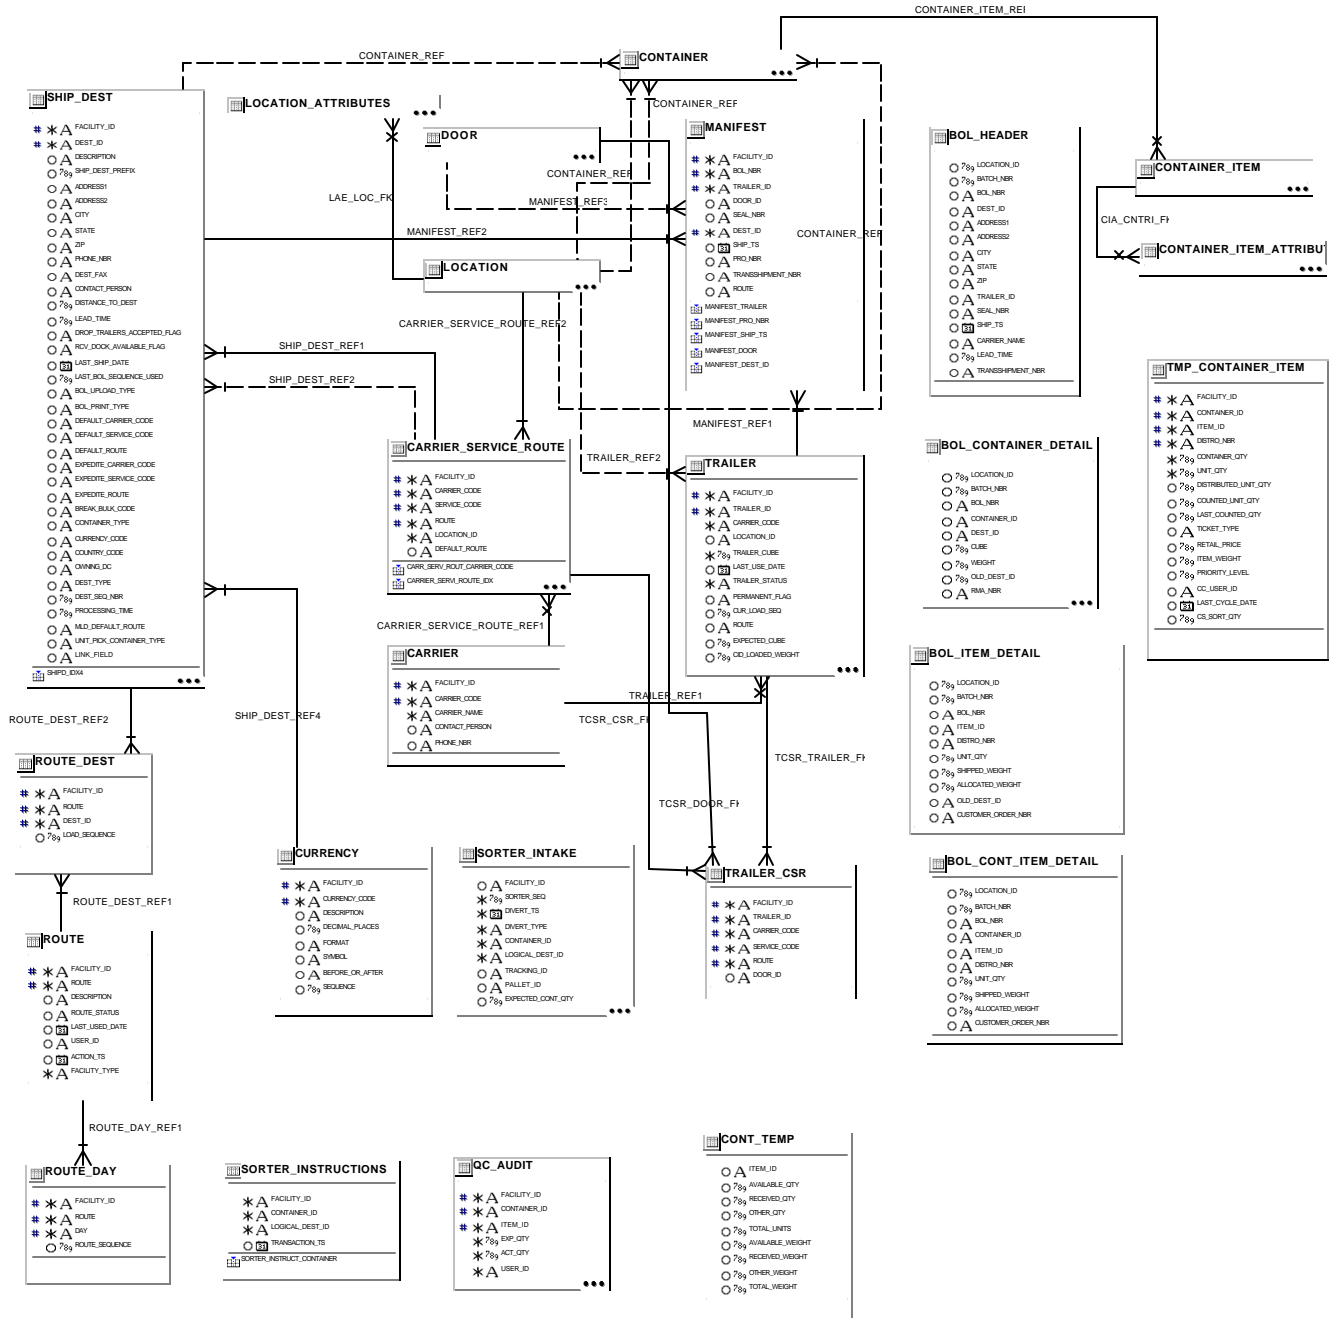 CONTAINER_ITEM_REI
CONTAINER_REF
CONTAINER
SHIP_DEST
FACILITY_ID
DEST_ID
DESCRIPTION
SHIP_DEST_PREFIX
ADDRESS1
ADDRESS2
CITY
STATE
ZIP
PHONE_NBR
DEST_FAX
CONTACT_PERSON
DISTANCE_TO_DEST
LEAD_TIME
DROP_TRAILERS_ACCEPTED_FLAG
RCV_DOCK_AVAILABLE_FLAG
LAST_SHIP_DATE
LAST_BOL_SEQUENCE_USED
BOL_UPLOAD_TYPE
BOL_PRINT_TYPE
DEFAULT_CARRIER_CODE
DEFAULT_SERVICE_CODE
DEFAULT_ROUTE
EXPEDITE_CARRIER_CODE
EXPEDITE_SERVICE_CODE
EXPEDITE_ROUTE
BREAK_BULK_CODE
CONTAINER_TYPE
CURRENCY_CODE
COUNTRY_CODE
OWNING_DC
DEST_TYPE
DEST_SEQ_NBR
PROCESSING_TIME
MLD_DEFAULT_ROUTE
UNIT_PICK_CONTAINER_TYPE
LINK_FIELD
SHIPD_IDX4
LOCATION_ATTRIBUTES
CONTAINER_REF
DOOR
CONTAINER_REF
LAE_LOC_FK
MANIFEST_REF3
MANIFEST_REF2
CONTAINER_REF
LOCATION
CARRIER_SERVICE_ROUTE_REF2
SHIP_DEST_REF1
SHIP_DEST_REF2
MANIFEST
FACILITY_ID
BOL_NBR
TRAILER_ID
DOOR_ID
SEAL_NBR
DEST_ID
SHIP_TS
PRO_NBR
TRANSSHIPMENT_NBR
ROUTE
MANIFEST_TRAILER
MANIFEST_PRO_NBR
MANIFEST_SHIP_TS
MANIFEST_DOOR
MANIFEST_DEST_ID
BOL_HEADER
LOCATION_ID
BATCH_NBR
BOL_NBR
DEST_ID
ADDRESS1
ADDRESS2
CITY
STATE
ZIP
TRAILER_ID
SEAL_NBR
SHIP_TS
CARRIER_NAME
LEAD_TIME
TRANSSHIPMENT_NBR
CONTAINER_ITEM
CIA_CNTRI_FK
CONTAINER_ITEM_ATTRIBUT
TMP_CONTAINER_ITEM
FACILITY_ID
CONTAINER_ID
ITEM_ID
DISTRO_NBR
CONTAINER_QTY
UNIT_QTY
DISTRIBUTED_UNIT_QTY
COUNTED_UNIT_QTY
LAST_COUNTED_QTY
TICKET_TYPE
RETAIL_PRICE
ITEM_WEIGHT
PRIORITY_LEVEL
CC_USER_ID
LAST_CYCLE_DATE
CS_SORT_QTY
MANIFEST_REF1
CARRIER_SERVICE_ROUTE
FACILITY_ID
CARRIER_CODE
SERVICE_CODE
ROUTE
LOCATION_ID
DEFAULT_ROUTE
CARR_SERV_ROUT_CARRIER_CODE
CARRIER_SERVI_ROUTE_IDX
TRAILER_REF2
TRAILER
FACILITY_ID
TRAILER_ID
CARRIER_CODE
LOCATION_ID
TRAILER_CUBE
LAST_USE_DATE
TRAILER_STATUS
PERMANENT_FLAG
CUR_LOAD_SEQ
ROUTE
EXPECTED_CUBE
CID_LOADED_WEIGHT
BOL_CONTAINER_DETAIL
LOCATION_ID
BATCH_NBR
BOL_NBR
CONTAINER_ID
DEST_ID
CUBE
WEIGHT
OLD_DEST_ID
RMA_NBR
CARRIER_SERVICE_ROUTE_REF1
CARRIER
FACILITY_ID
CARRIER_CODE
CARRIER_NAME
CONTACT_PERSON
PHONE_NBR
TRAILER_REF1
TCSR_CSR_FK
TCSR_TRAILER_FK
TCSR_DOOR_FK
BOL_ITEM_DETAIL
LOCATION_ID
BATCH_NBR
BOL_NBR
ITEM_ID
DISTRO_NBR
UNIT_QTY
SHIPPED_WEIGHT
ALLOCATED_WEIGHT
OLD_DEST_ID
CUSTOMER_ORDER_NBR
ROUTE_DEST_REF2
SHIP_DEST_REF4
ROUTE_DEST
FACILITY_ID
ROUTE
DEST_ID
LOAD_SEQUENCE
ROUTE_DEST_REF1
CURRENCY
FACILITY_ID
CURRENCY_CODE
DESCRIPTION
DECIMAL_PLACES
FORMAT
SYMBOL
BEFORE_OR_AFTER
SEQUENCE
SORTER_INTAKE
FACILITY_ID
SORTER_SEQ
DIVERT_TS
DIVERT_TYPE
CONTAINER_ID
LOGICAL_DEST_ID
TRACKING_ID
PALLET_ID
EXPECTED_CONT_QTY
TRAILER_CSR
FACILITY_ID
TRAILER_ID
CARRIER_CODE
SERVICE_CODE
ROUTE
DOOR_ID
BOL_CONT_ITEM_DETAIL
LOCATION_ID
BATCH_NBR
BOL_NBR
CONTAINER_ID
ITEM_ID
DISTRO_NBR
UNIT_QTY
SHIPPED_WEIGHT
ALLOCATED_WEIGHT
CUSTOMER_ORDER_NBR
ROUTE
FACILITY_ID
ROUTE
DESCRIPTION
ROUTE_STATUS
LAST_USED_DATE
USER_ID
ACTION_TS
FACILITY_TYPE
ROUTE_DAY_REF1
ROUTE_DAY
FACILITY_ID
ROUTE
DAY
ROUTE_SEQUENCE
SORTER_INSTRUCTIONS
FACILITY_ID
CONTAINER_ID
LOGICAL_DEST_ID
TRANSACTION_TS
SORTER_INSTRUCT_CONTAINER
QC_AUDIT
FACILITY_ID
CONTAINER_ID
ITEM_ID
EXP_QTY
ACT_QTY
USER_ID
CONT_TEMP
ITEM_ID
AVAILABLE_QTY
RECEIVED_QTY
OTHER_QTY
TOTAL_UNITS
AVAILABLE_WEIGHT
RECEIVED_WEIGHT
OTHER_WEIGHT
TOTAL_WEIGHT